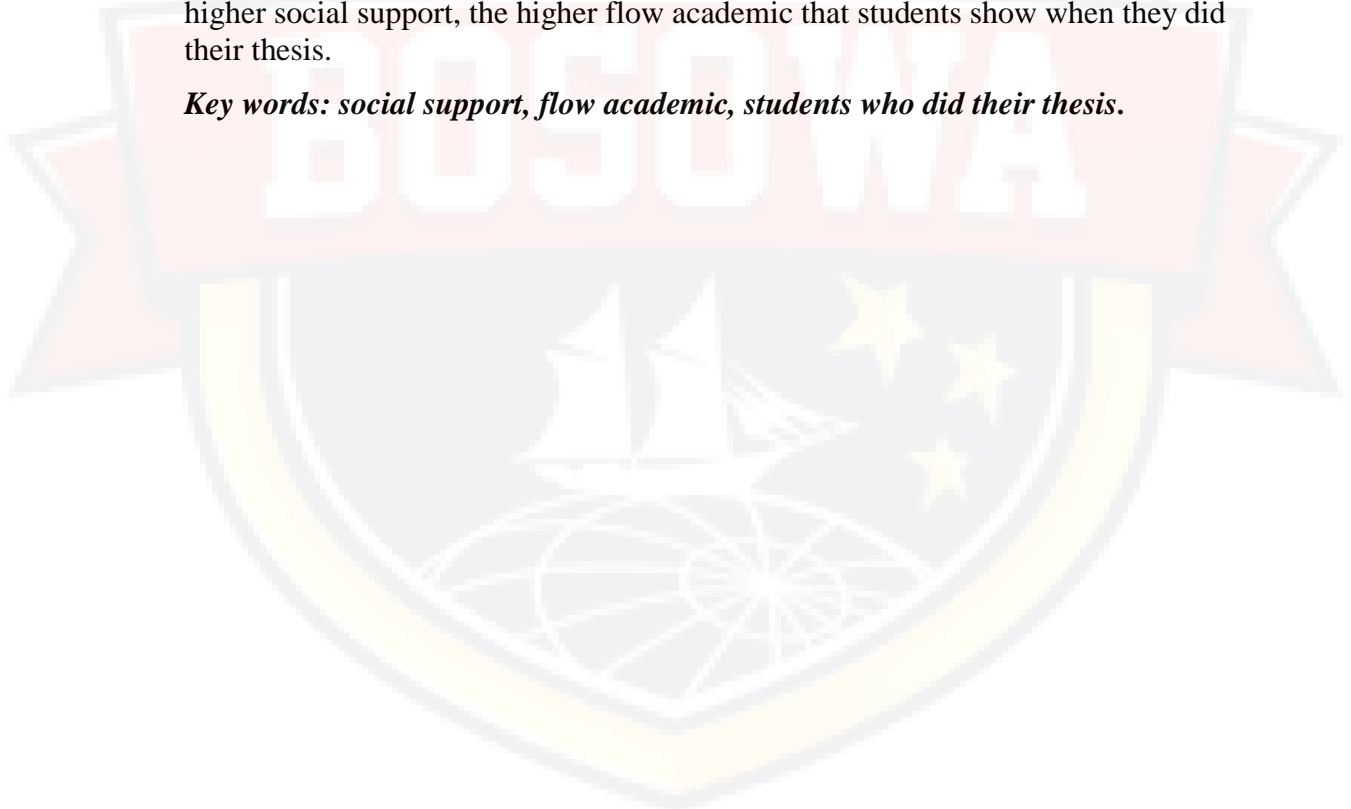 higher social support, the higher flow academic that students show when they did
their thesis.
Key words: social support, flow academic, students who did their thesis.
BOSOWA